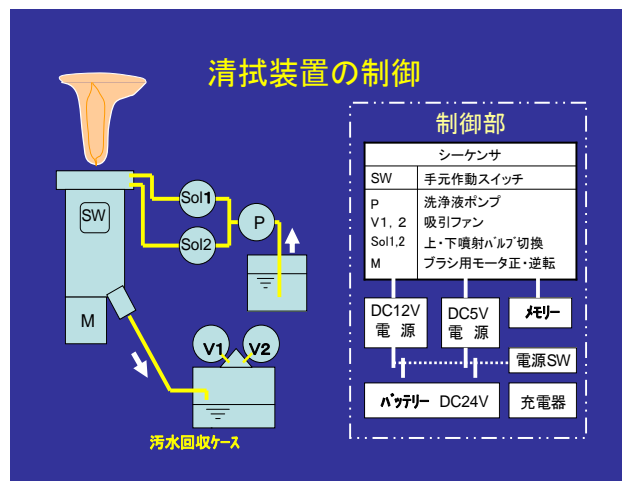 清拭装置の制御
制御部
シーケンサ
SW 手元作動スイッチ
P 洗浄液ポンプ
V1, 2 吸引ファン
Sol1,2 上・下噴射バルブ切換
M ブラシ用モータ正・逆転
DC12V
電 源
DC5V
電 源
メモリー
電源SW
バッテリー DC24V
充電器
SW
Sol1
Sol2
P
M
V1
V2
汚水回収ケース